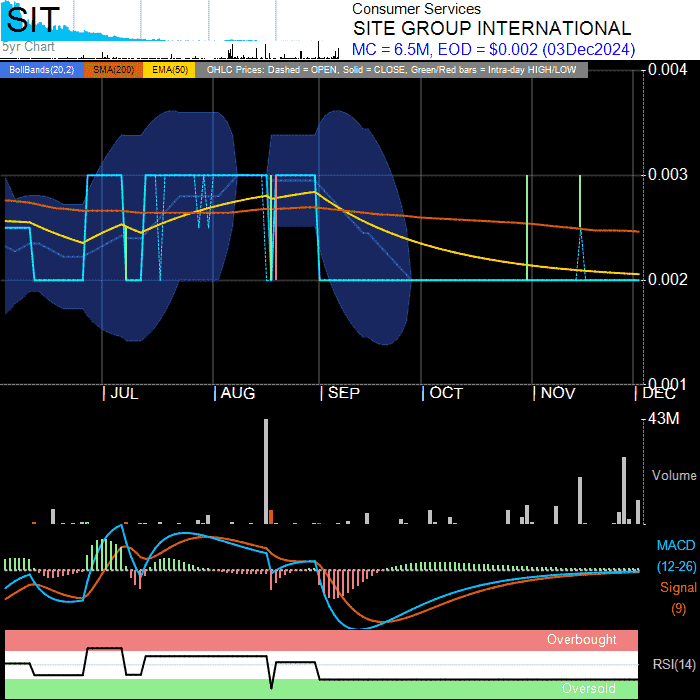 SIT
5yr Chart
Consumer Services
SITE GROUP INTERNATIONAL
MC = 6.5M, EOD = $0.002 (03Dec2024)
BollBands(20,2) SMA(200) EMA(50) OHLC Prices: Dashed = OPEN, Solid = CLOSE, Green/Red bars = Intra-day HIGH/LOW
0.004
0.003
0.002
0.001
JUL AUG SEP OCT NOV DEC
43M
Volume
MACD
(12-26)
Signal
(9)
Overbought
RSI(14)
Oversold